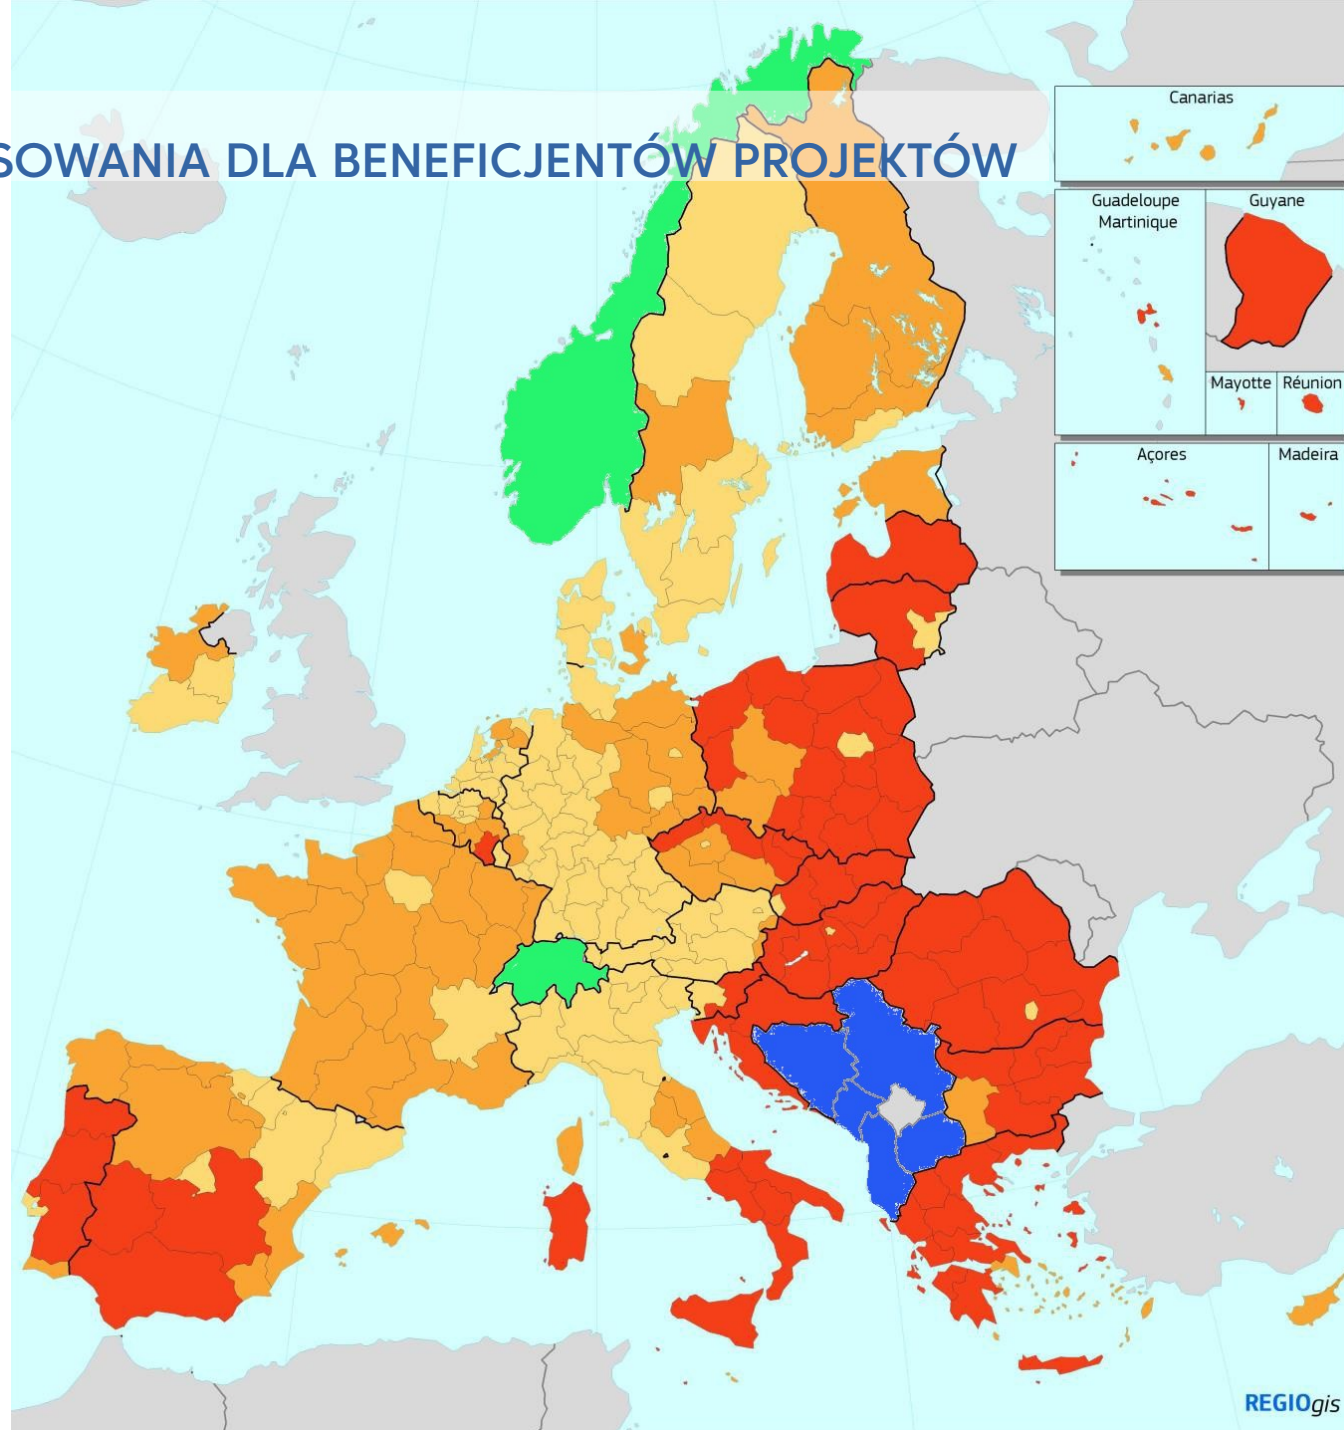 SOWANIA DLA BENEFICJENTÓW PROJEKTÓW
Canarias
Guadeloupe
Martinique
Guyane
Mayotte
Réunion
Açores
Madeira
REGIOgis